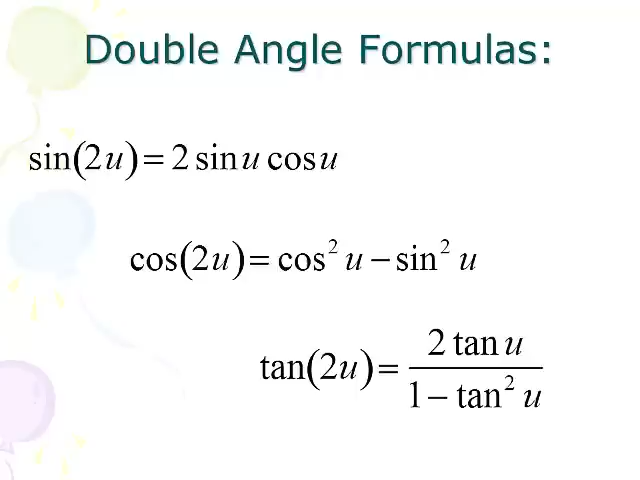 Double Angle Formulas:
sin(2u) = 2 sin u cos u
cos(2u) = cos² u − sin² u
tan(2u) = 2 tan u / 1 − tan² u